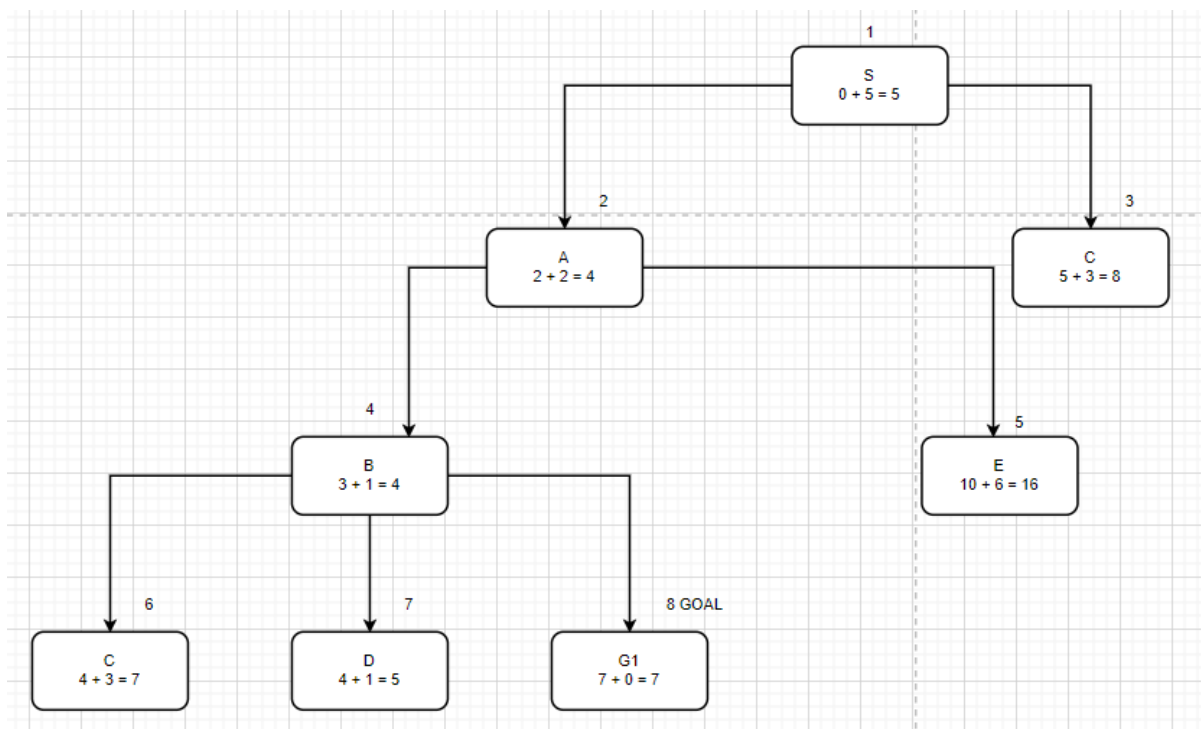 1
S
0 + 5 = 5
2
3
A
2 + 2 = 4
C
5 + 3 = 8
4
5
B
3 + 1 = 4
E
10 + 6 = 16
6
7
8 GOAL
C
4 + 3 = 7
D
4 + 1 = 5
G1
7 + 0 = 7